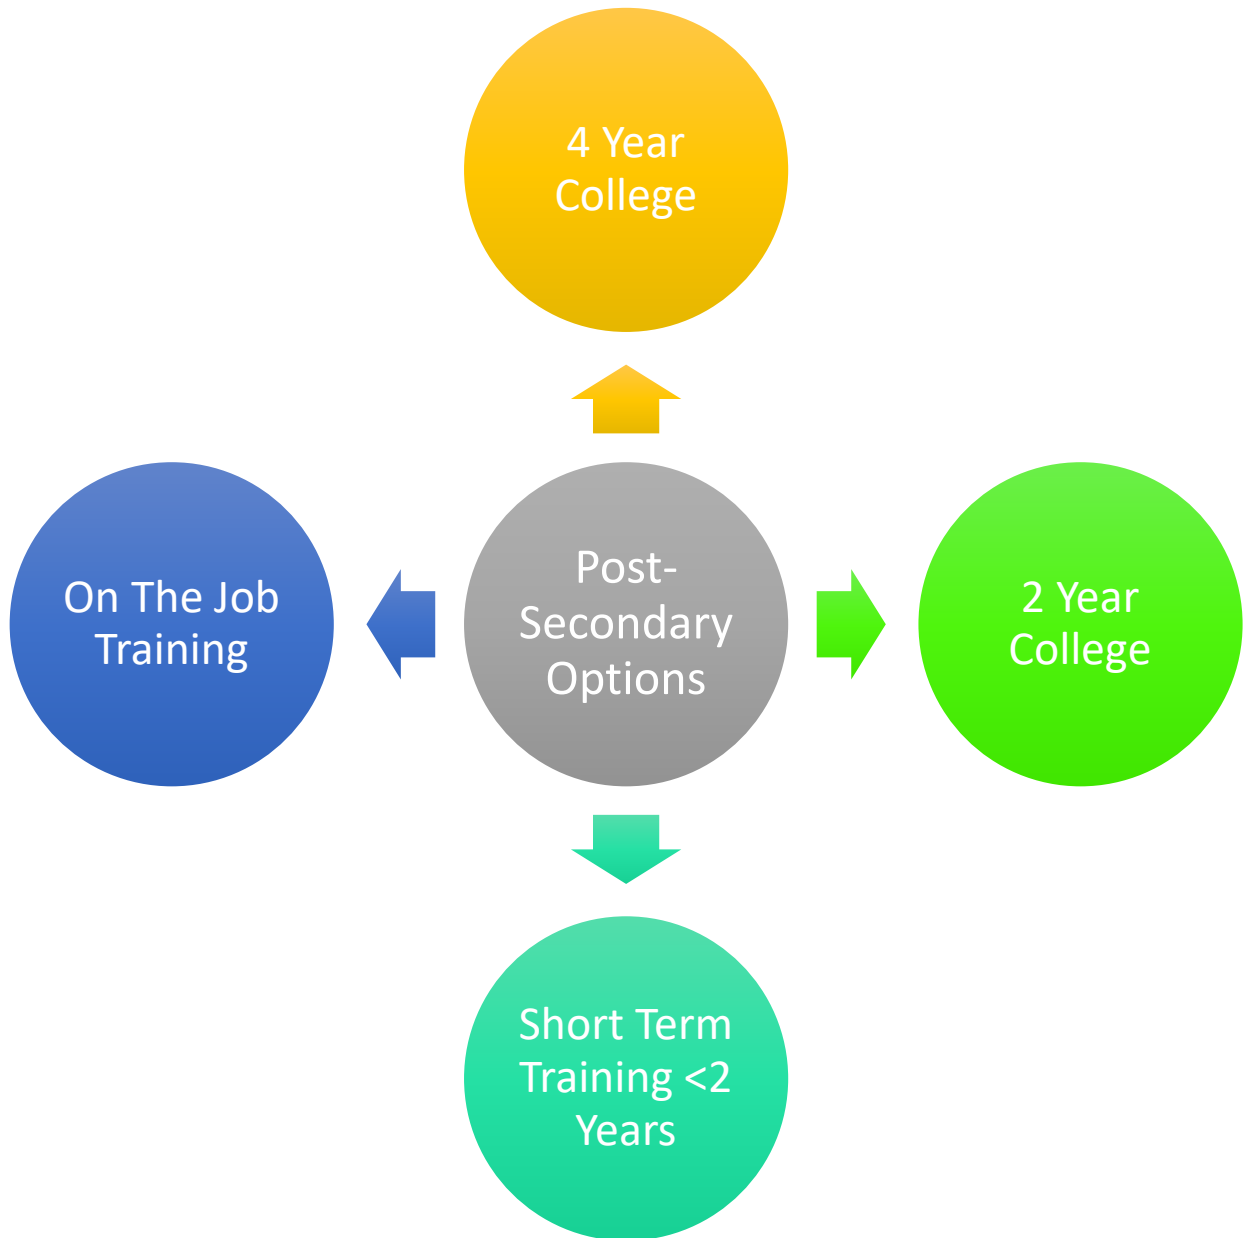 4 Year
College
On The Job
Training
Post-
Secondary
Options
2 Year
College
Short Term
Training <2
Years